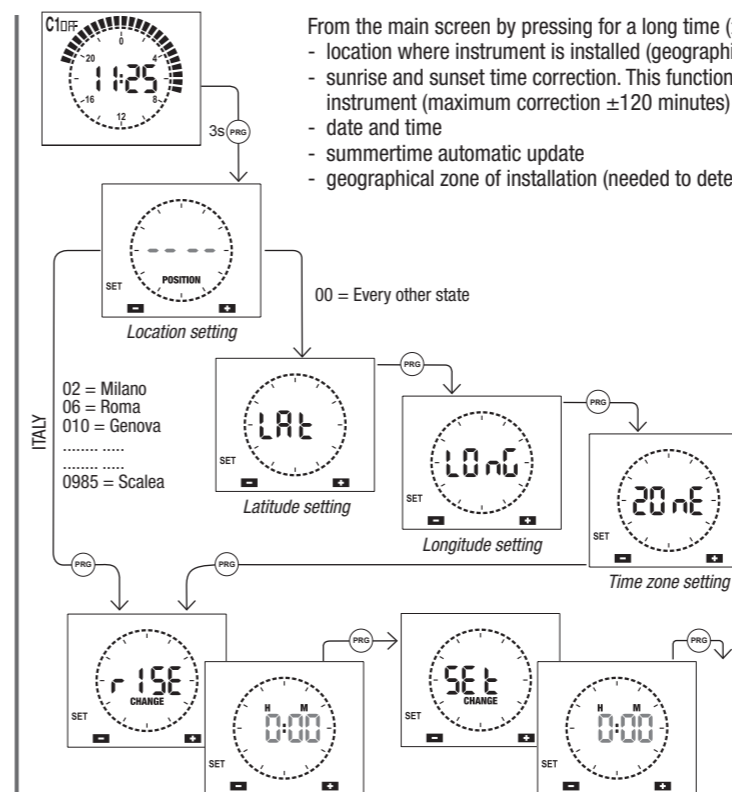 C1OFF
0
20 4
11:25
16 8
12
From the main screen by pressing for a long time (
- location where instrument is installed (geographi
- sunrise and sunset time correction. This function
instrument (maximum correction ±120 minutes)
- date and time
- summertime automatic update
- geographical zone of installation (needed to dete
3s PRG
-- --
POSITION
SET
- +
Location setting
00 = Every other state
ITALY
02 = Milano
06 = Roma
010 = Genova
........ .....
........ .....
0985 = Scalea
PRG
PRG
LAt
SET
- +
Latitude setting
LOnG
SET
- +
Longitude setting
ZOnE
SET
- +
Time zone setting
PRG
PRG
rISE
CHANGE
SET
- +
H M
0:00
SET
- +
PRG
SEt
CHANGE
SET
- +
H M
0:00
SET
- +
PRG